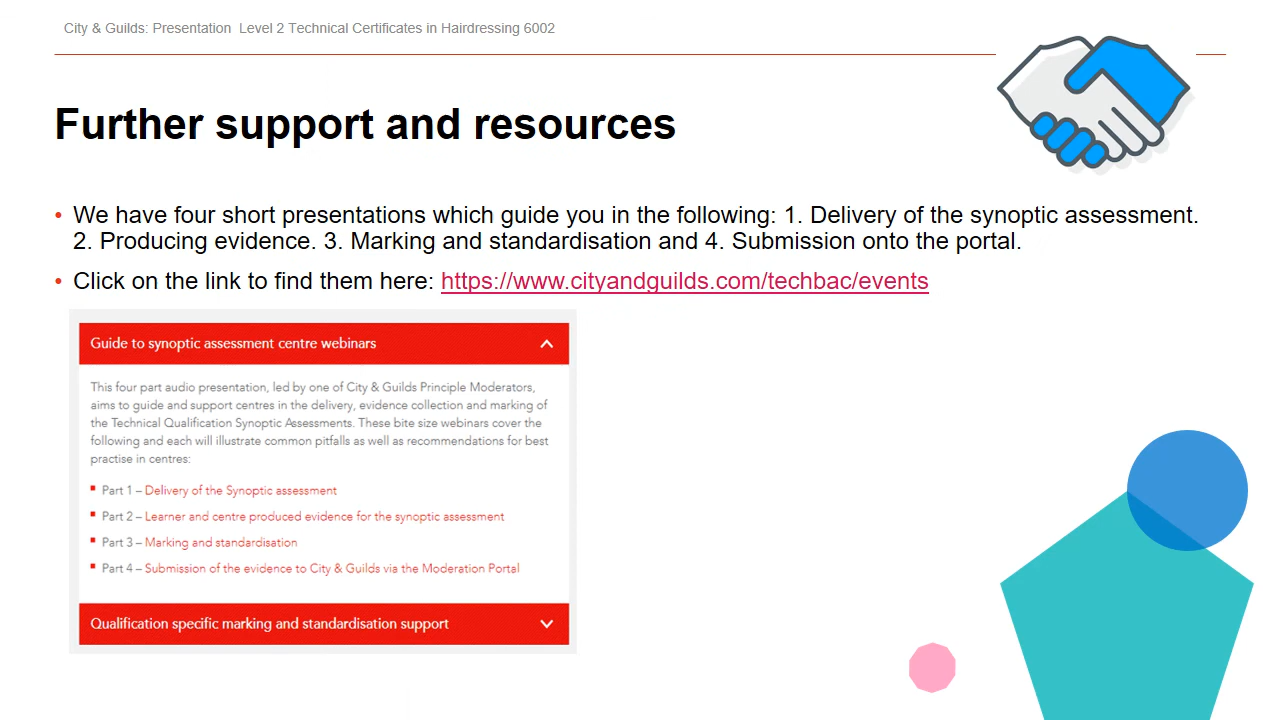 City & Guilds: Presentation  Level 2 Technical Certificates in Hairdressing 6002
Further support and resources
• We have four short presentations which guide you in the following: 1. Delivery of the synoptic assessment.
2. Producing evidence. 3. Marking and standardisation and 4. Submission onto the portal.
• Click on the link to find them here: https://www.cityandguilds.com/techbac/events
Guide to synoptic assessment centre webinars
This four part audio presentation, led by one of City & Guilds Principle Moderators,
aims to guide and support centres in the delivery, evidence collection and marking of
the Technical Qualification Synoptic Assessments. These bite size webinars cover the
following and each will illustrate common pitfalls as well as recommendations for best
practise in centres:
Part 1 – Delivery of the Synoptic assessment
Part 2 – Learner and centre produced evidence for the synoptic assessment
Part 3 – Marking and standardisation
Part 4 – Submission of the evidence to City & Guilds via the Moderation Portal
Qualification specific marking and standardisation support